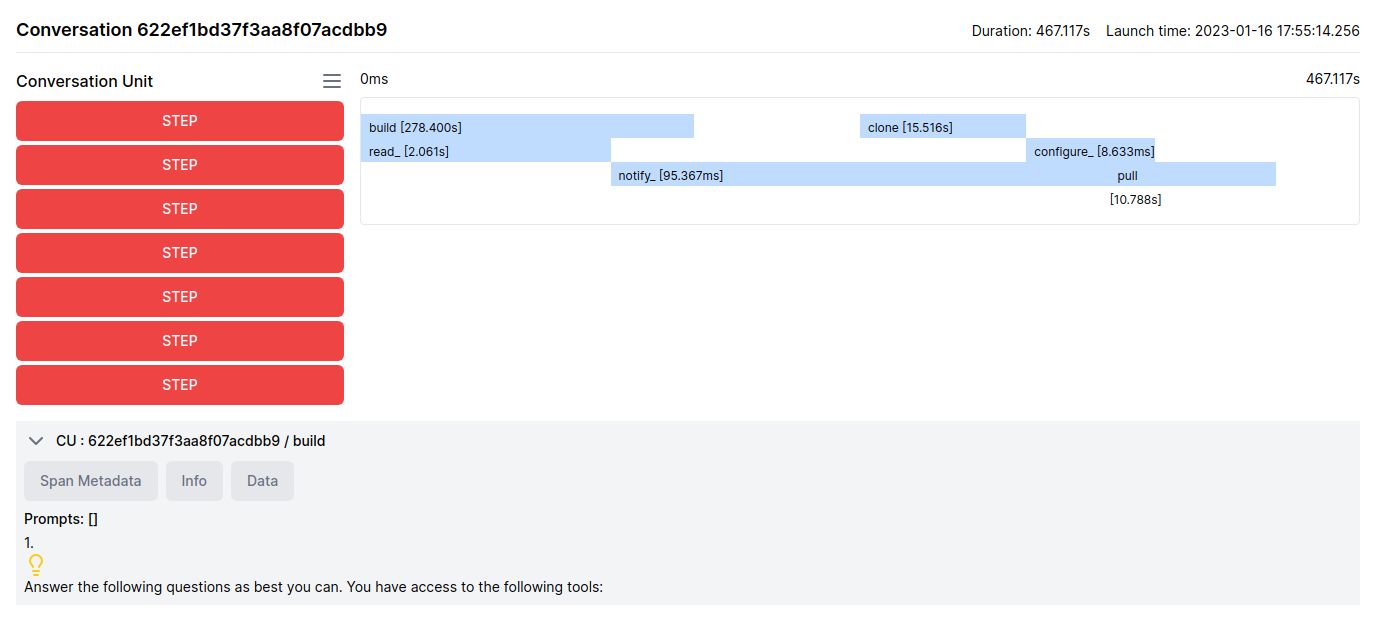 Conversation 622ef1bd37f3aa8f07acdbb9
Duration: 467.117s Launch time: 2023-01-16 17:55:14.256
Conversation Unit
0ms 467.117s
STEP
STEP
STEP
STEP
STEP
STEP
STEP
build [278.400s] clone [15.516s]
read_ [2.061s] configure_ [8.633ms]
notify_ [95.367ms] pull
[10.788s]
CU : 622ef1bd37f3aa8f07acdbb9 / build
Span Metadata Info Data
Prompts: []
1.
Answer the following questions as best you can. You have access to the following tools: